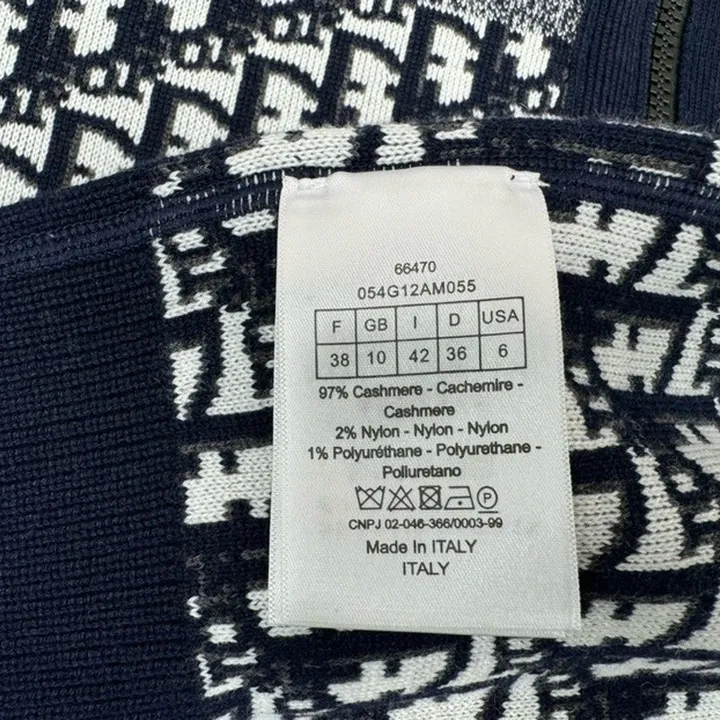 66470
054G12AM055
F GB I D USA
38 10 42 36 6
97% Cashmere - Cachemire -
Cashmere
2% Nylon - Nylon - Nylon
1% Polyuréthane - Polyurethane -
Polluretano
CNPJ 02-046-366/0003-99
Made In ITALY
ITALY